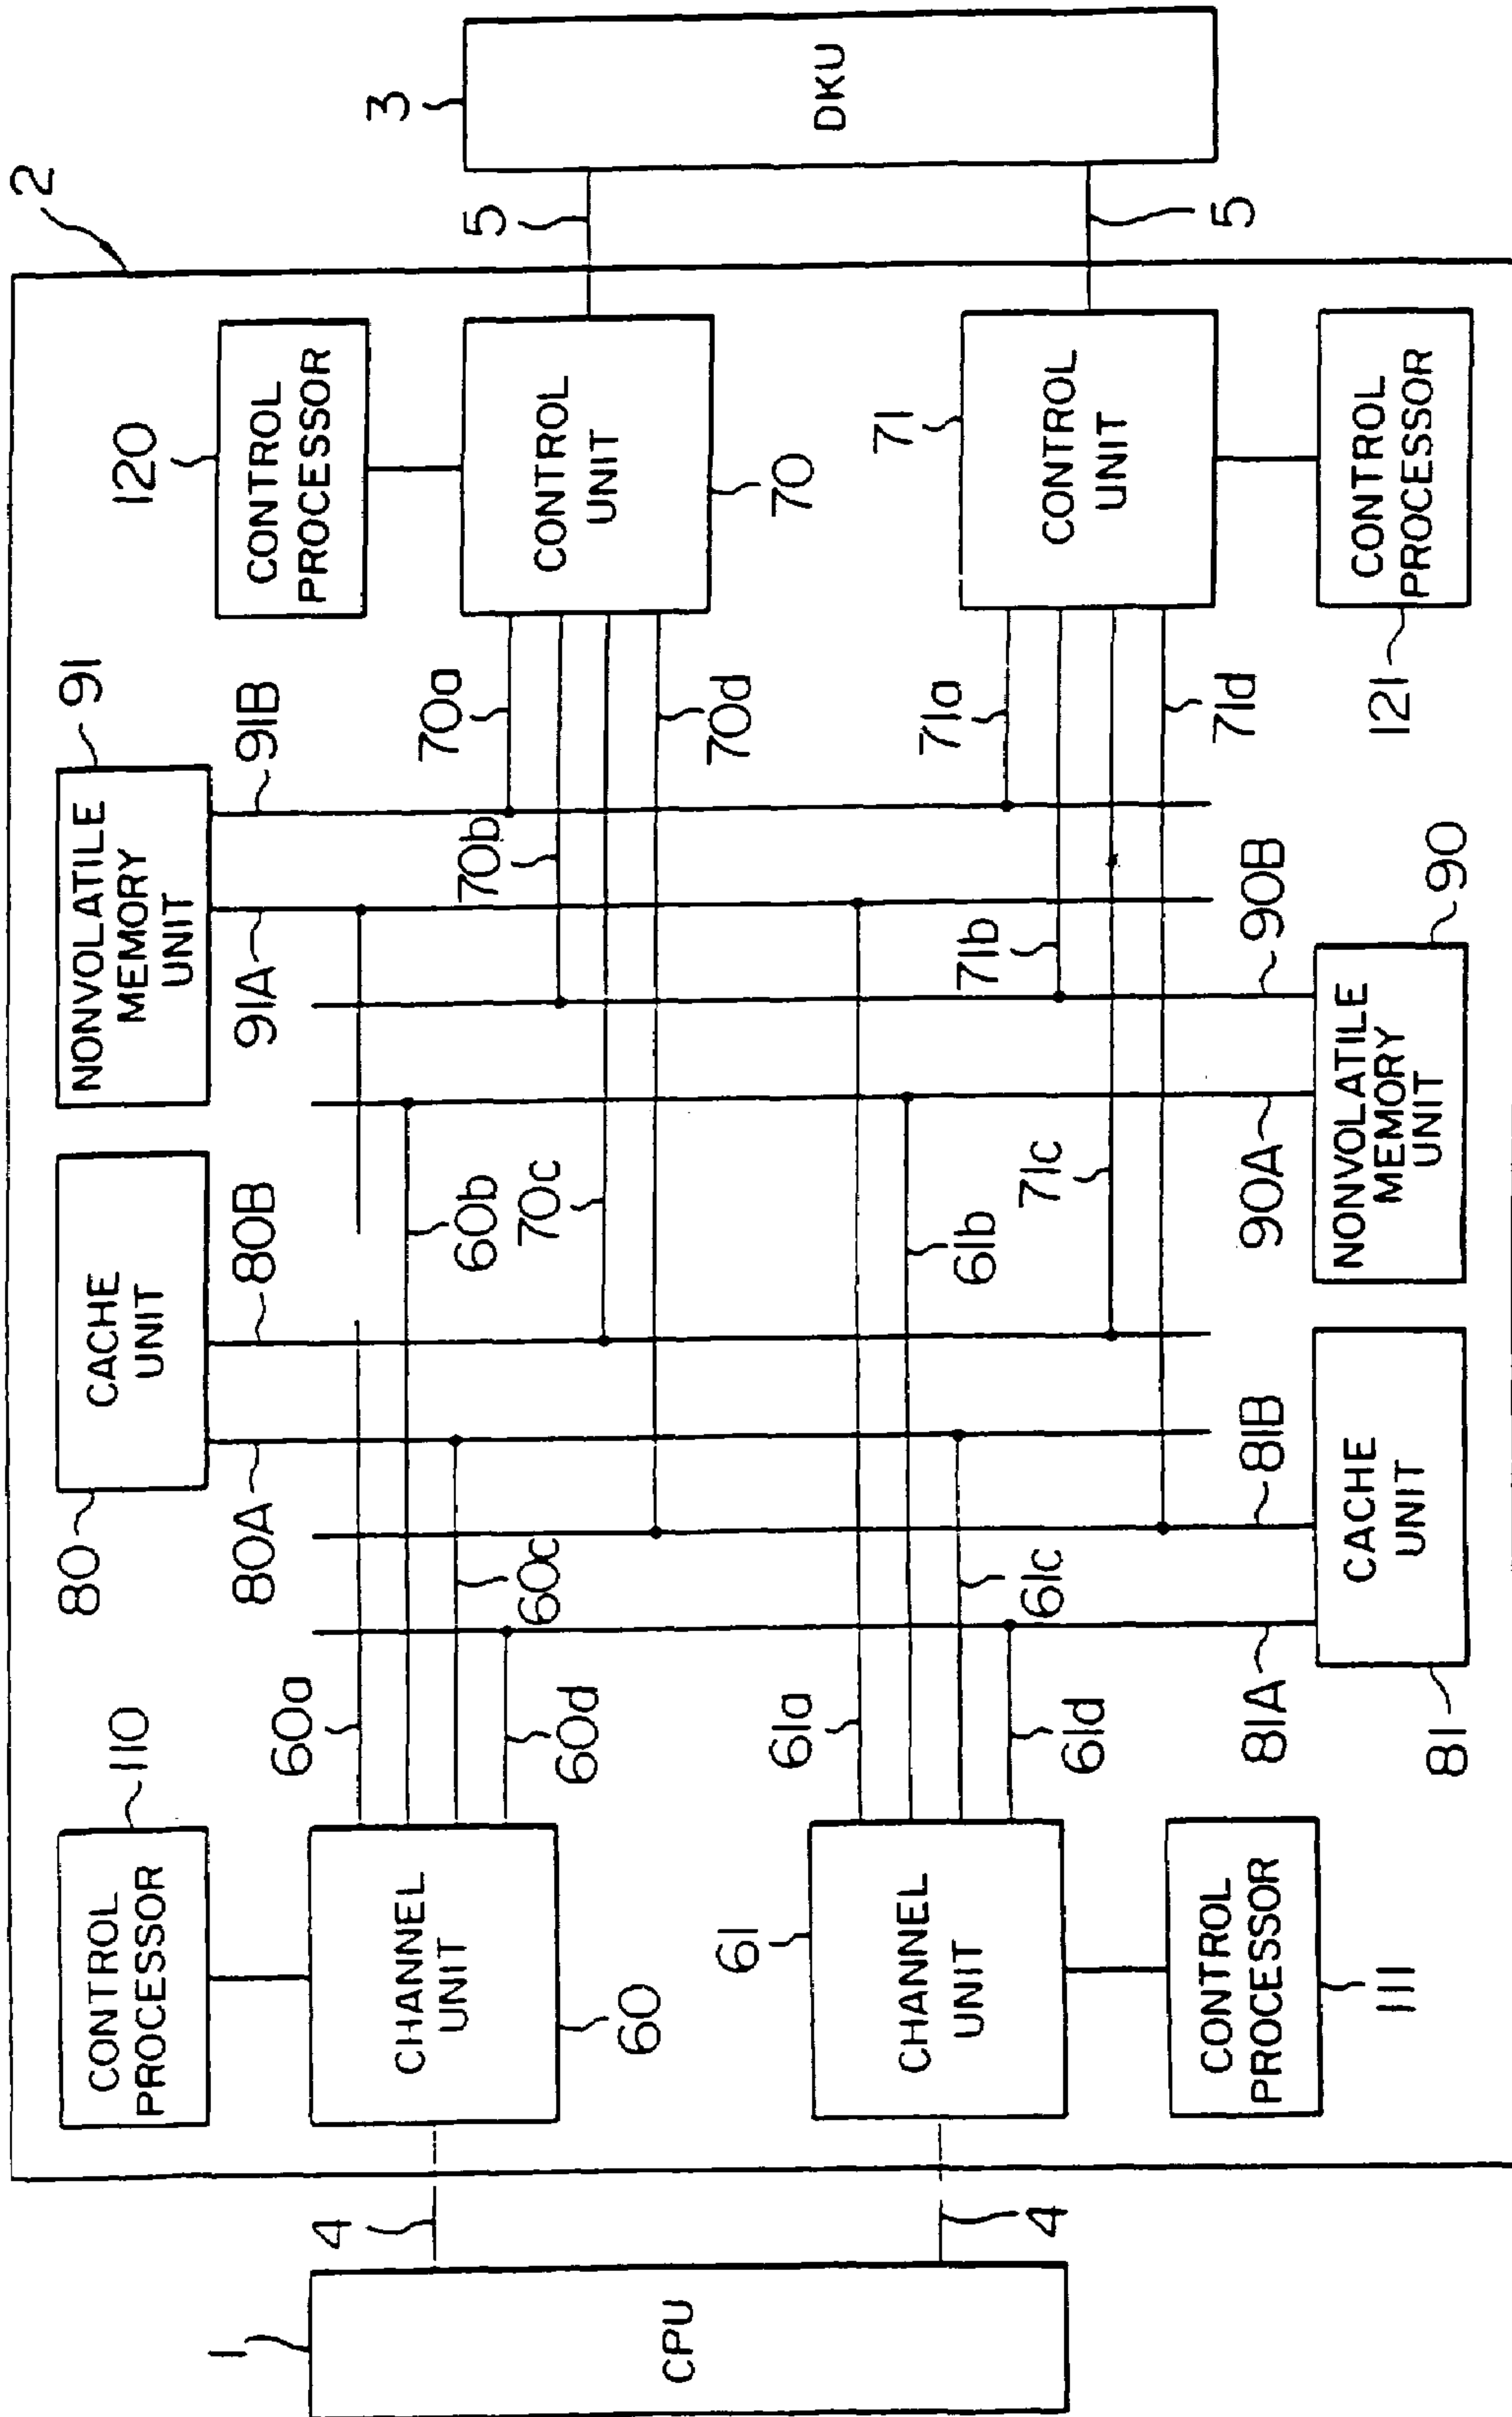 2
1
CPU
4
4
CONTROL
PROCESSOR
110
CHANNEL
UNIT
60
60a
60b
60c
60d
61
CHANNEL
UNIT
61a
61b
61c
61d
CONTROL
PROCESSOR
111
80
CACHE
UNIT
80A
80B
81
CACHE
UNIT
81A
81B
91
NONVOLATILE
MEMORY
UNIT
91A
91B
90
NONVOLATILE
MEMORY
UNIT
90A
90B
120
CONTROL
PROCESSOR
CONTROL
UNIT
70
70a
70b
70c
70d
71
CONTROL
UNIT
71a
71b
71c
71d
CONTROL
PROCESSOR
121
5
5
3
DKU